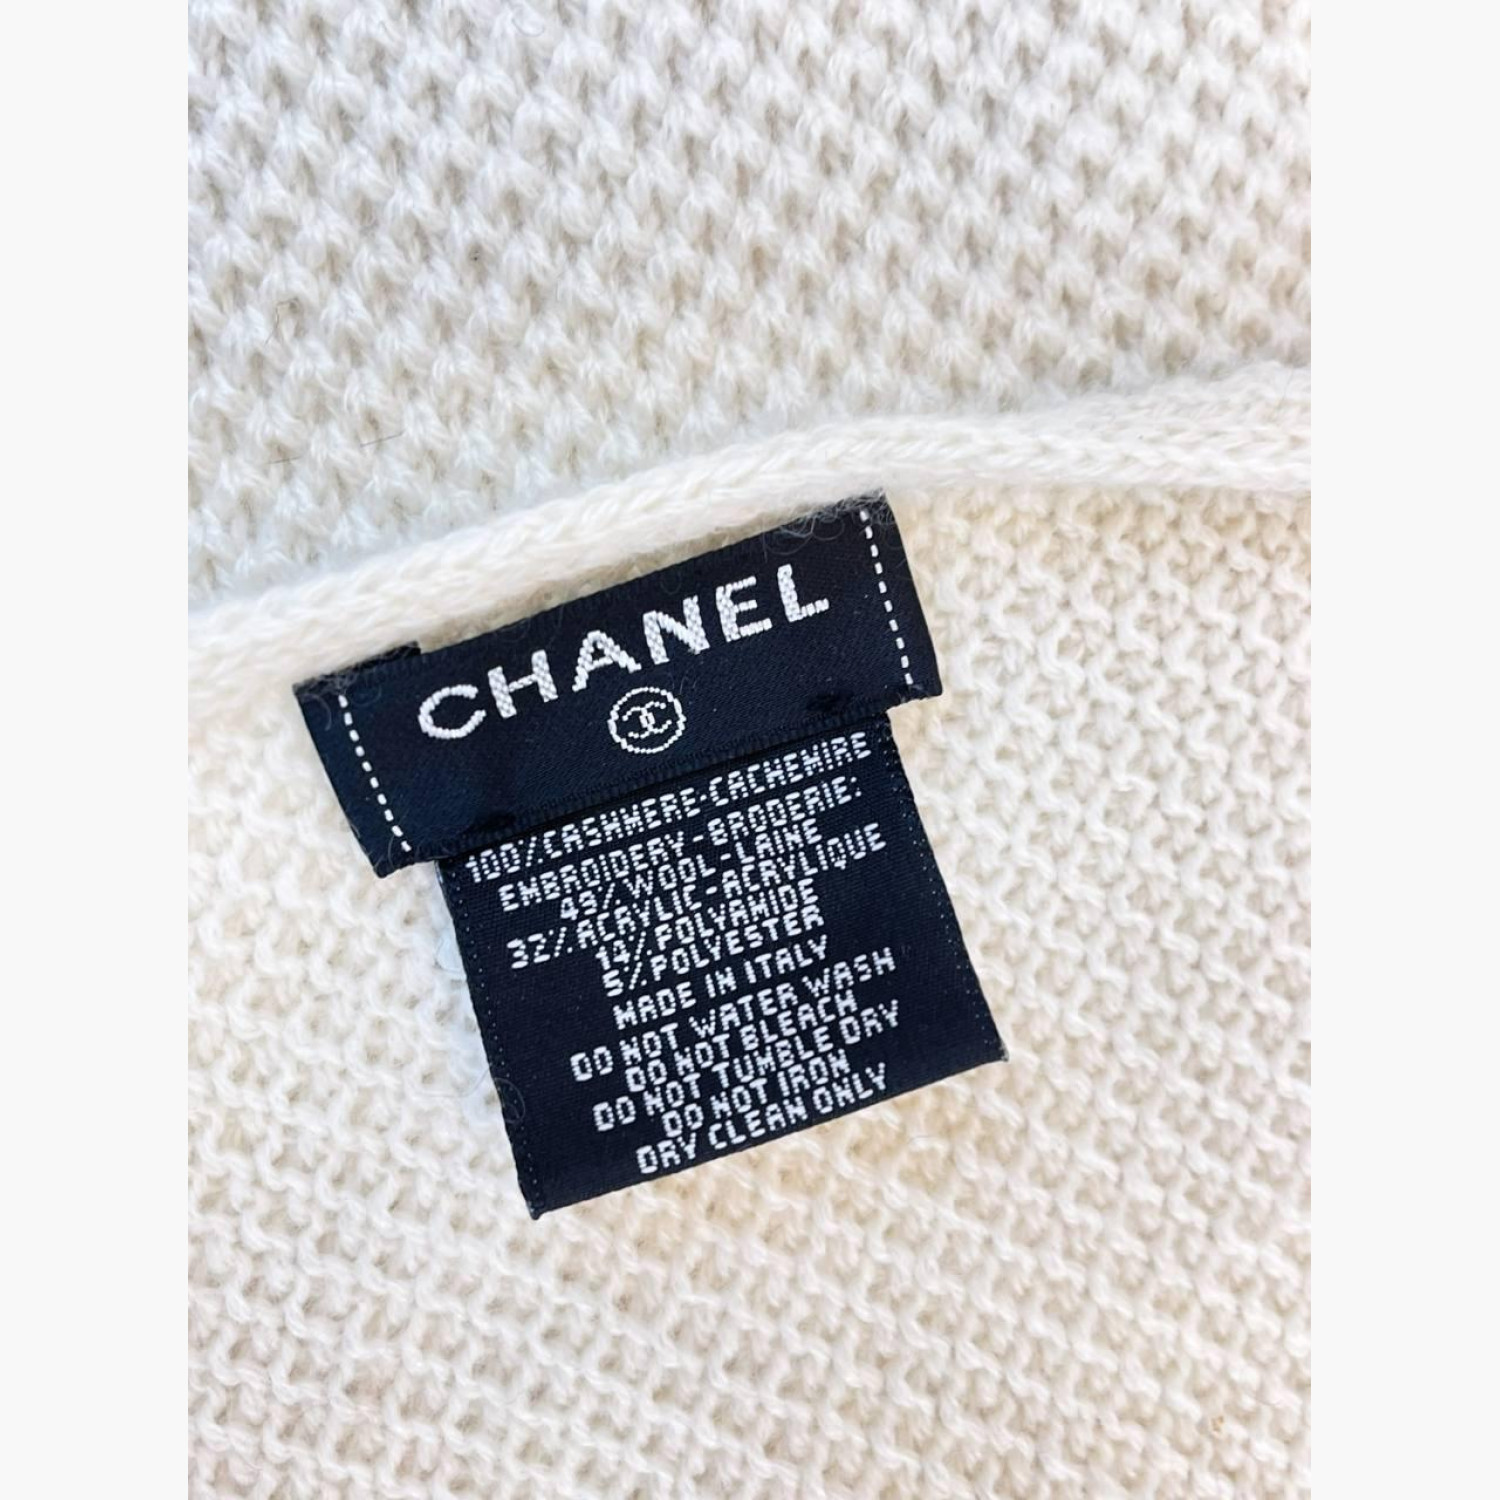 CHANEL
100% CASHMERE-CACHEMIRE
EMBROIDERY-BRODERIE:
49% WOOL-LAINE
32% ACRYLIC-ACRYLIQUE
14% POLYAMIDE
5% POLYESTER
MADE IN ITALY
DO NOT WATER WASH
DO NOT BLEACH
DO NOT TUMBLE DRY
DO NOT IRON
DRY CLEAN ONLY